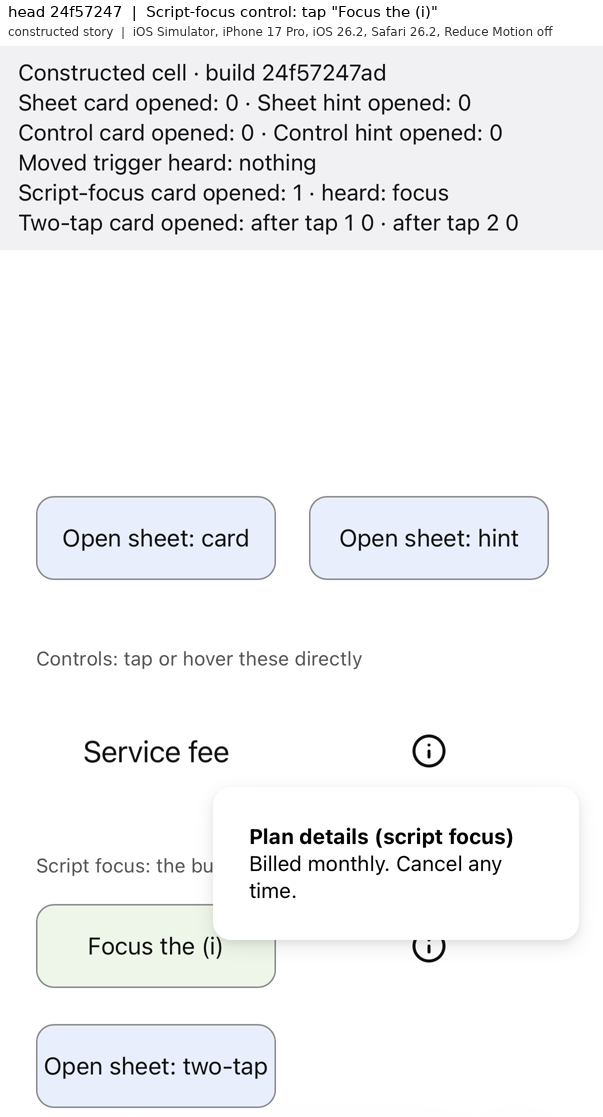 head 24f57247 | Script-focus control: tap "Focus the (i)"
constructed story | iOS Simulator, iPhone 17 Pro, iOS 26.2, Safari 26.2, Reduce Motion off
Constructed cell · build 24f57247ad
Sheet card opened: 0 · Sheet hint opened: 0
Control card opened: 0 · Control hint opened: 0
Moved trigger heard: nothing
Script-focus card opened: 1 · heard: focus
Two-tap card opened: after tap 1 0 · after tap 2 0
Open sheet: card
Open sheet: hint
Controls: tap or hover these directly
Service fee
Plan details (script focus)
Billed monthly. Cancel any
time.
Script focus: the bu
Focus the (i)
Open sheet: two-tap